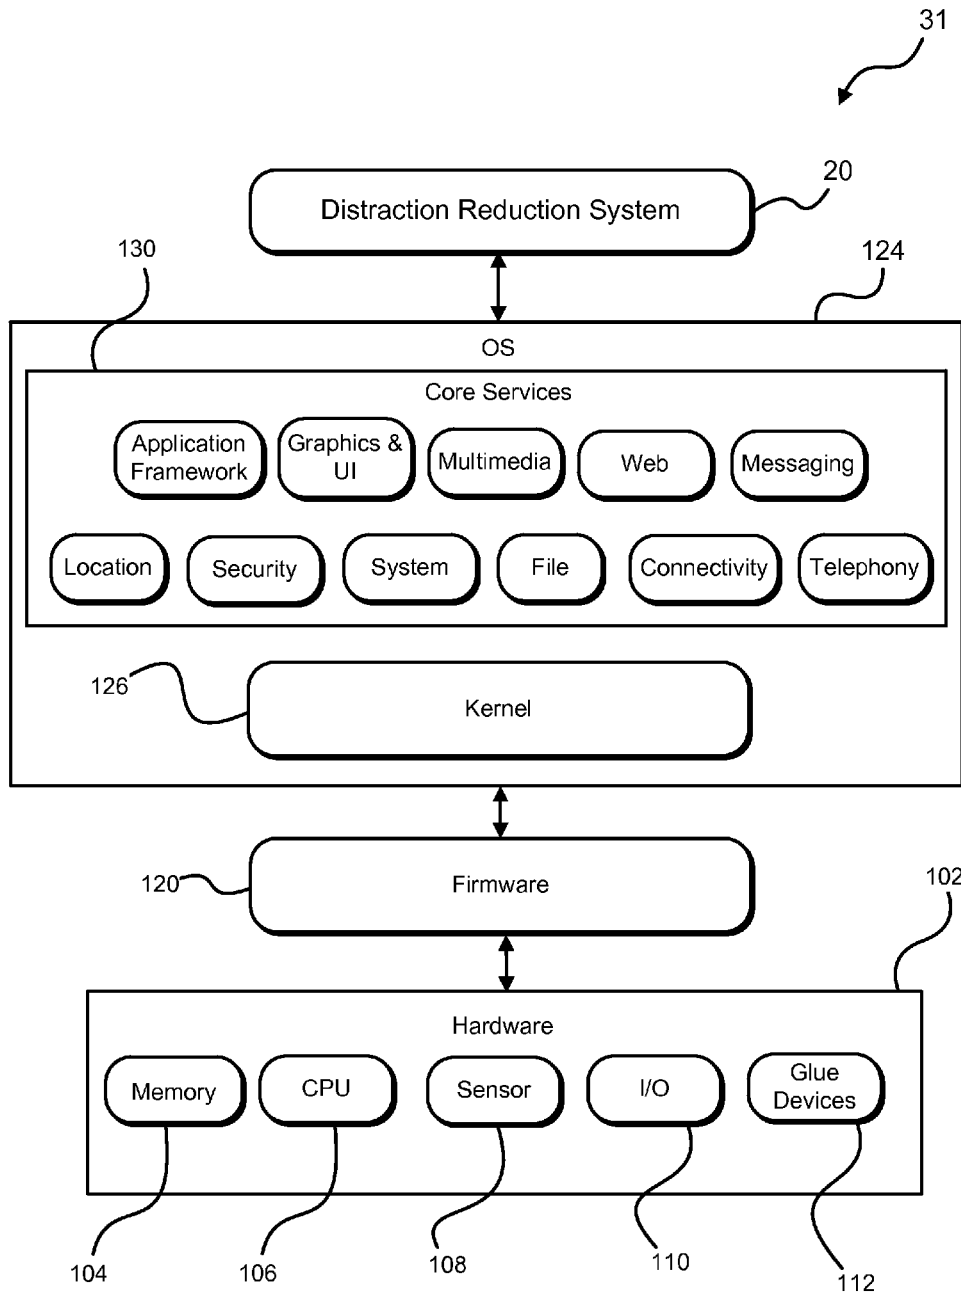 31
20
Distraction Reduction System
130
124
OS
Core Services
Application
Framework
Graphics &
UI
Multimedia
Web
Messaging
Location
Security
System
File
Connectivity
Telephony
126
Kernel
120
Firmware
102
Hardware
Memory
CPU
Sensor
I/O
Glue
Devices
104
106
108
110
112